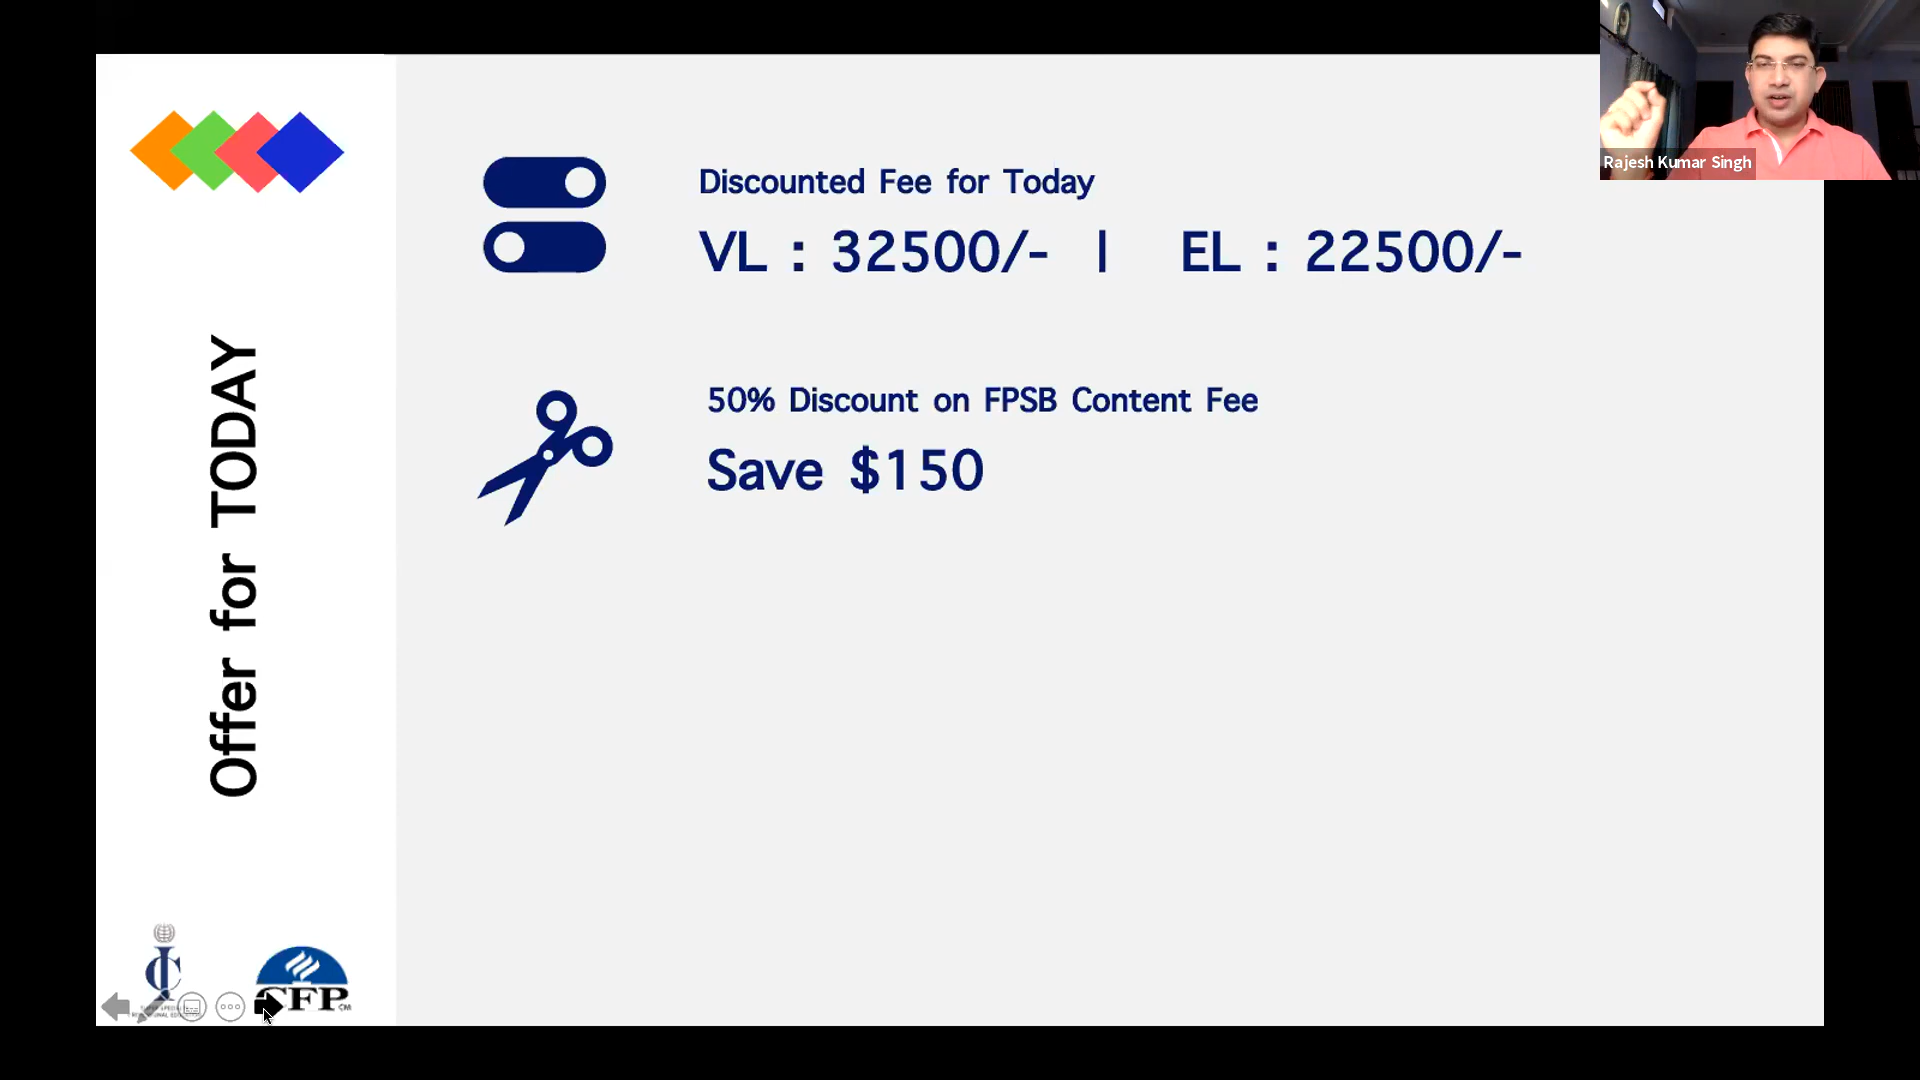 Rajesh Kumar Singh
Offer for TODAY
Discounted Fee for Today
VL : 32500/- | EL : 22500/-
50% Discount on FPSB Content Fee
Save $150
CFP